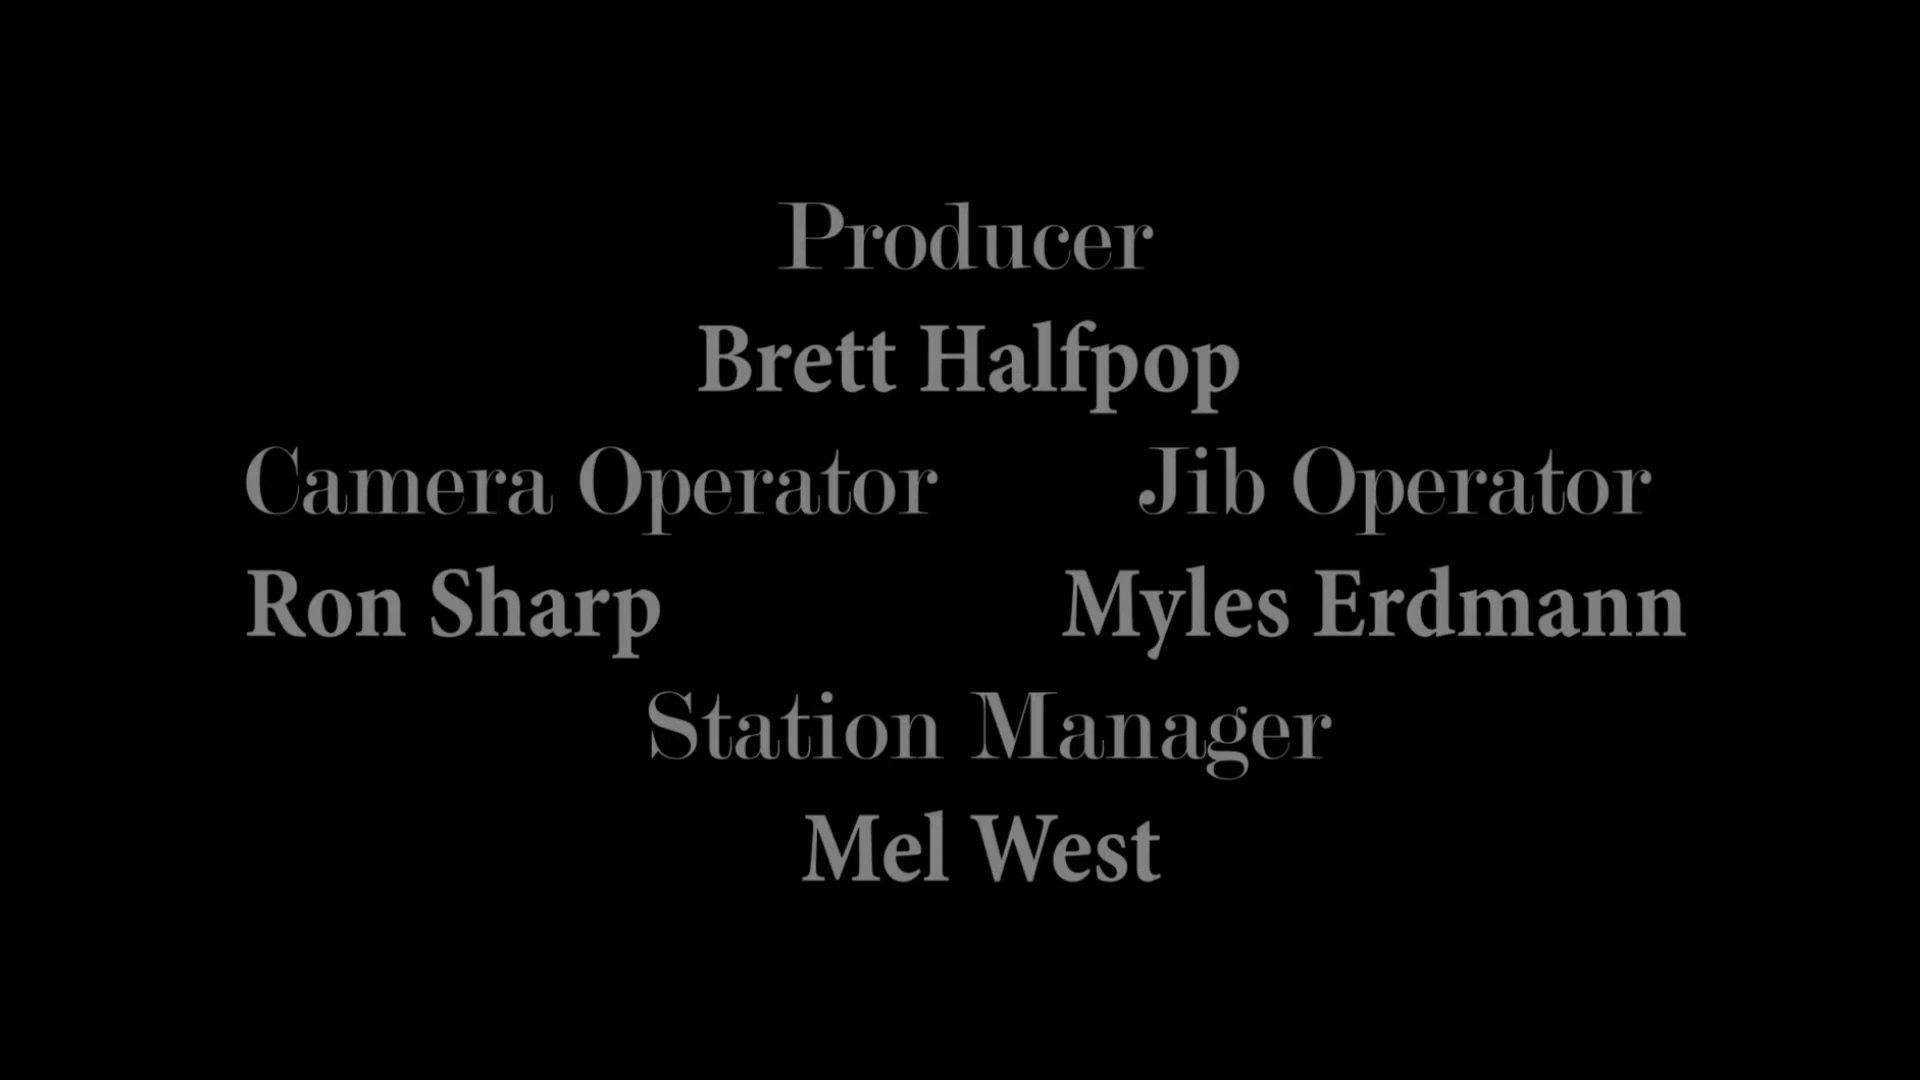 Producer
Brett Halfpop
Camera Operator Jib Operator
Ron Sharp Myles Erdmann
Station Manager
Mel West